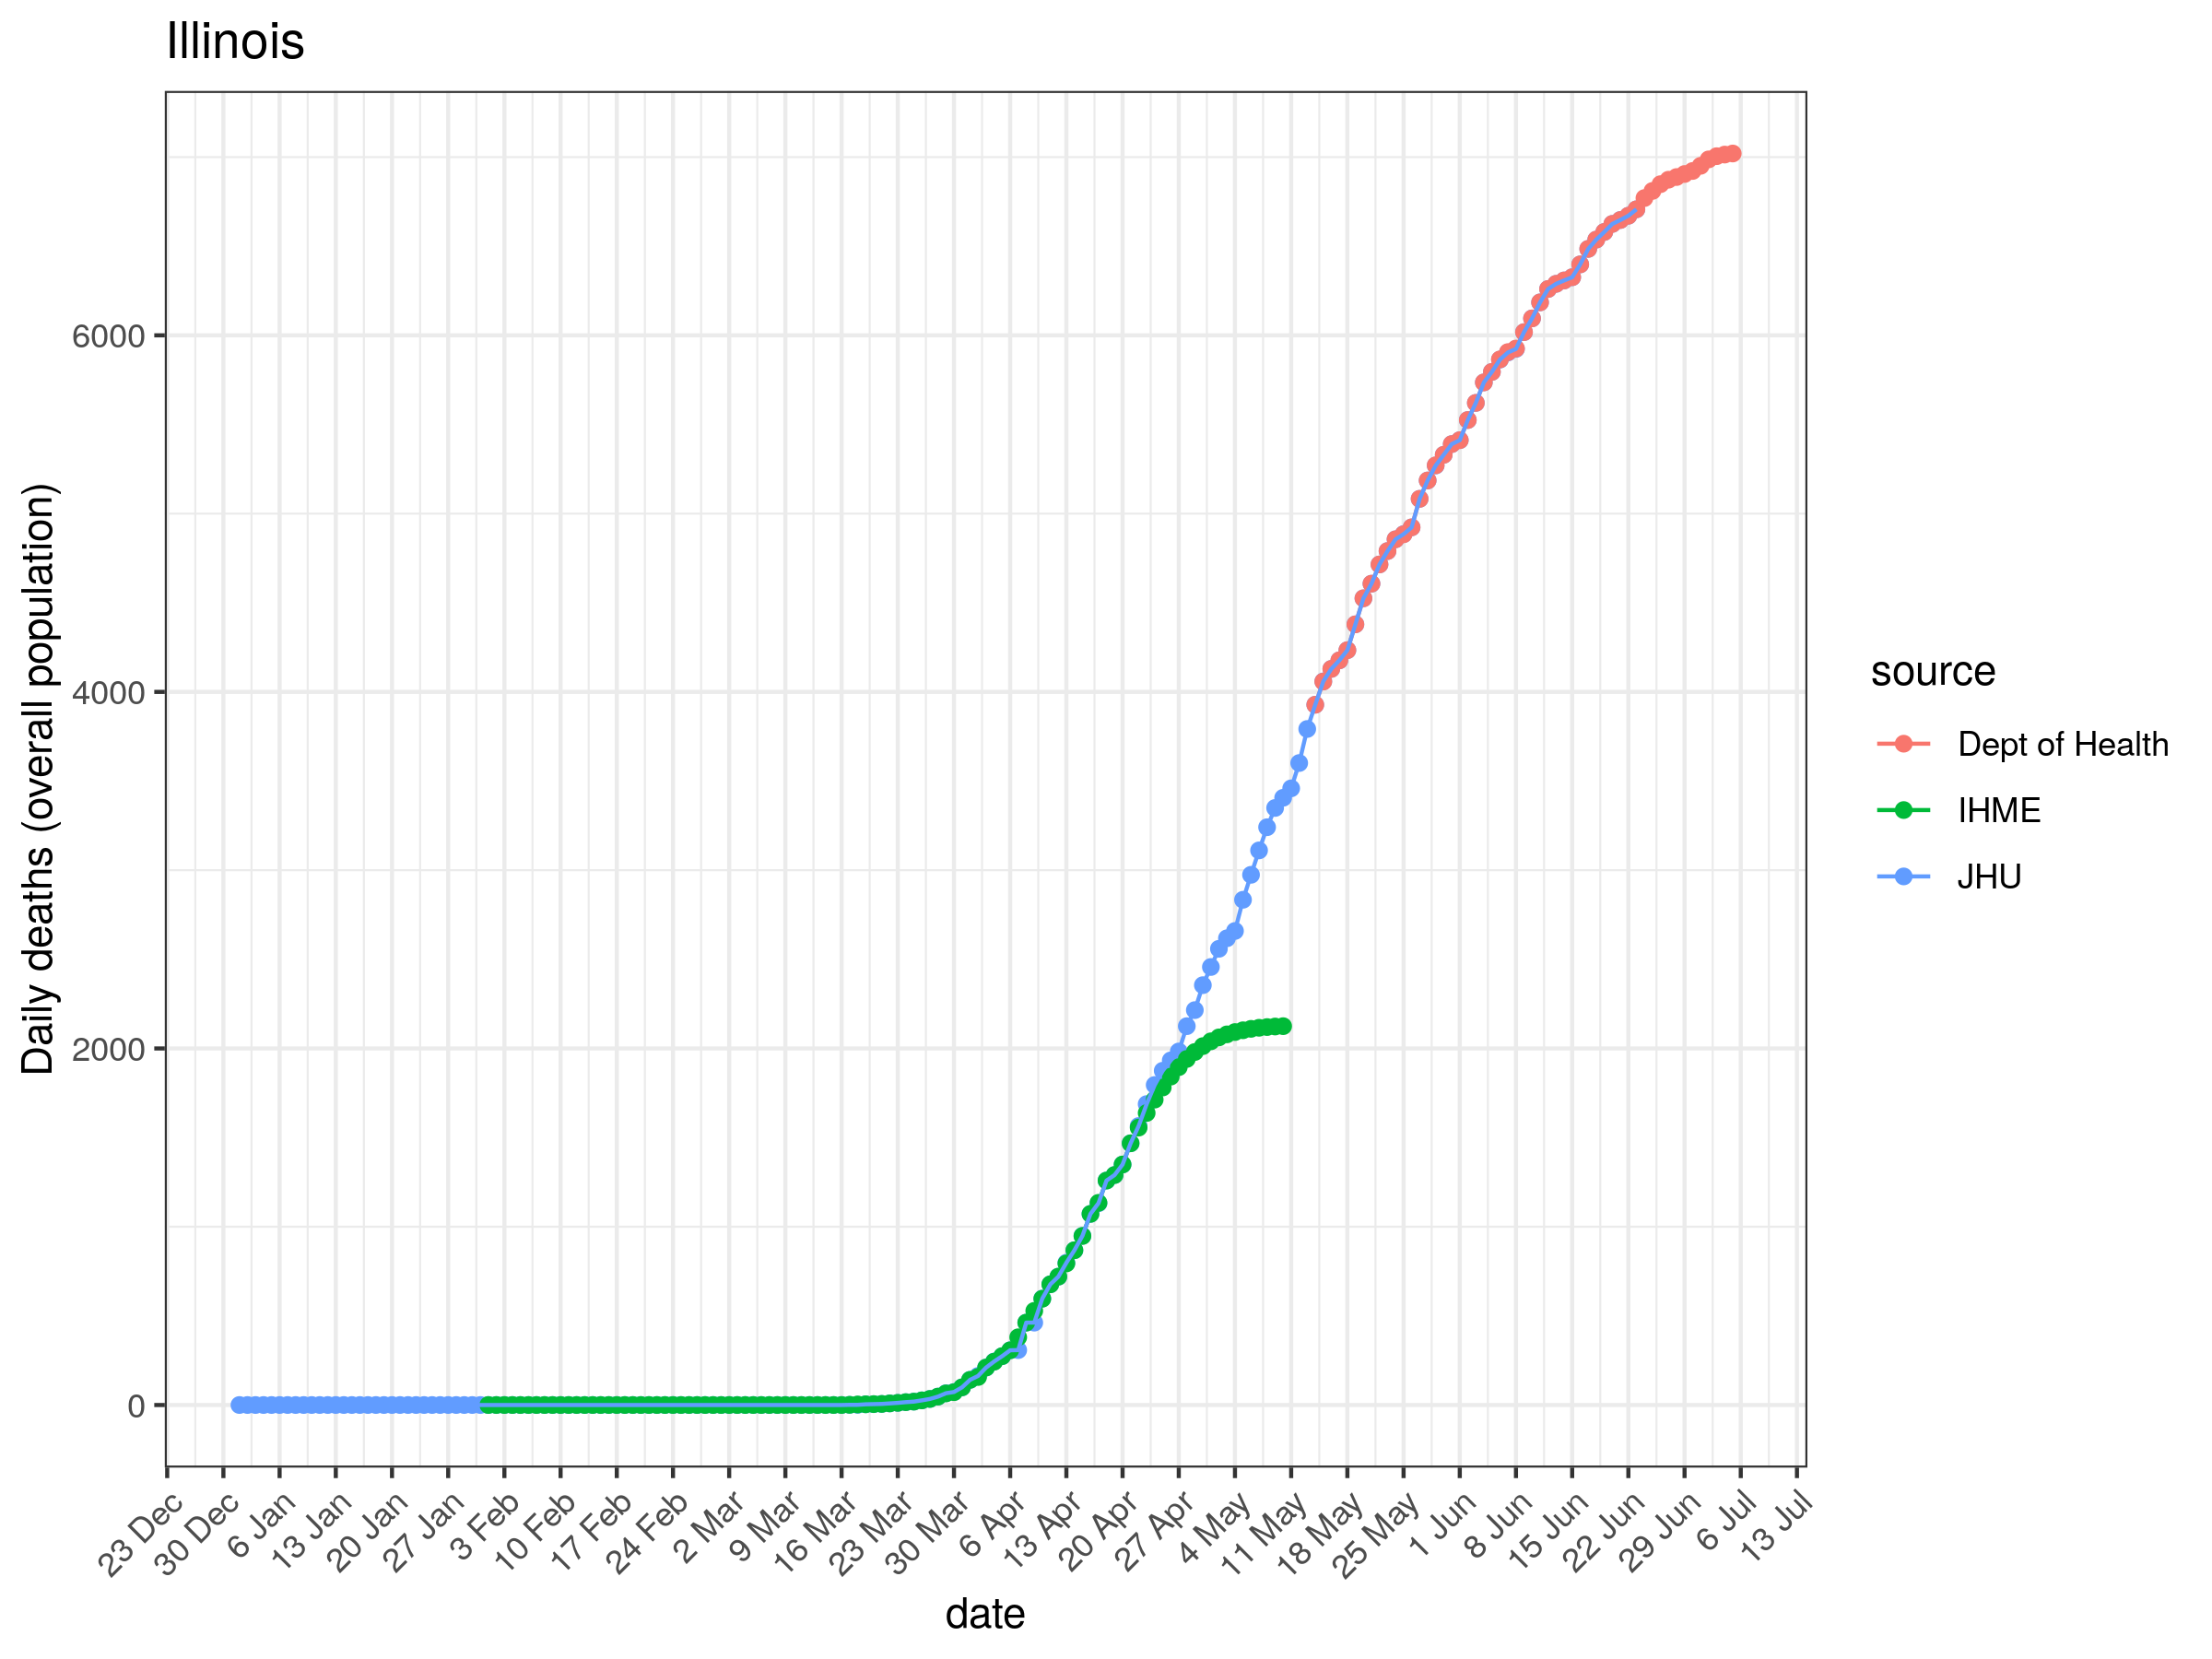 Illinois
Daily deaths (overall population)
6000
4000
2000
0
23 Dec
30 Dec
6 Jan
13 Jan
20 Jan
27 Jan
3 Feb
10 Feb
17 Feb
24 Feb
2 Mar
9 Mar
16 Mar
23 Mar
30 Mar
6 Apr
13 Apr
20 Apr
27 Apr
4 May
11 May
18 May
25 May
1 Jun
8 Jun
15 Jun
22 Jun
29 Jun
6 Jul
13 Jul
date
source
Dept of Health
IHME
JHU